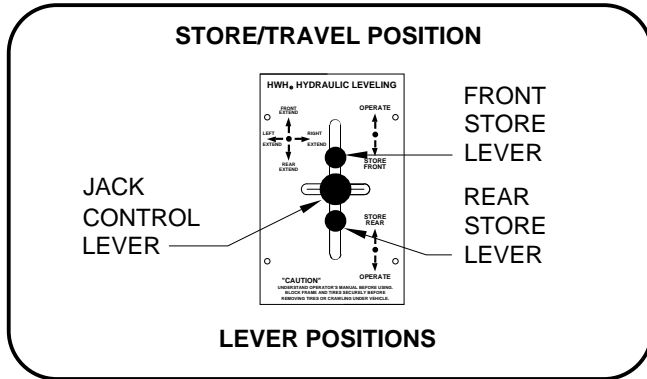 STORE/TRAVEL POSITION
HWH® HYDRAULIC LEVELING
FRONT
EXTEND
LEFT
EXTEND
RIGHT
EXTEND
REAR
EXTEND
OPERATE
STORE
FRONT
FRONT
STORE
LEVER
JACK
CONTROL
LEVER
STORE
REAR
OPERATE
REAR
STORE
LEVER
"CAUTION"
UNDERSTAND OPERATOR'S MANUAL BEFORE USING.
BLOCK FRAME AND TIRES SECURELY BEFORE
REMOVING TIRES OR CRAWLING UNDER VEHICLE.
LEVER POSITIONS